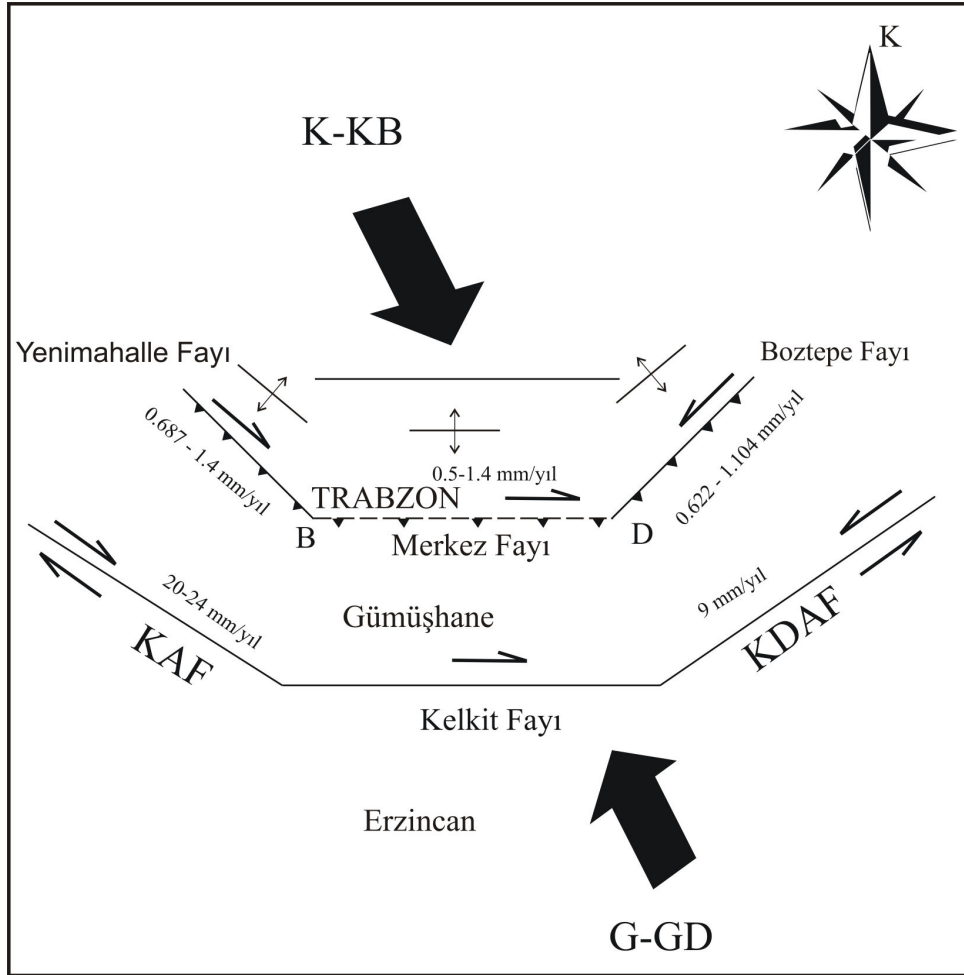 K
K-KB
Yenimahalle Fayı
Boztepe Fayı
0.687 - 1.4 mm/yıl
0.5-1.4 mm/yıl
0.622 - 1.104 mm/yıl
TRABZON
B
D
Merkez Fayı
20-24 mm/yıl
9 mm/yıl
Gümüşhane
KAF
KDAF
Kelkit Fayı
Erzincan
G-GD